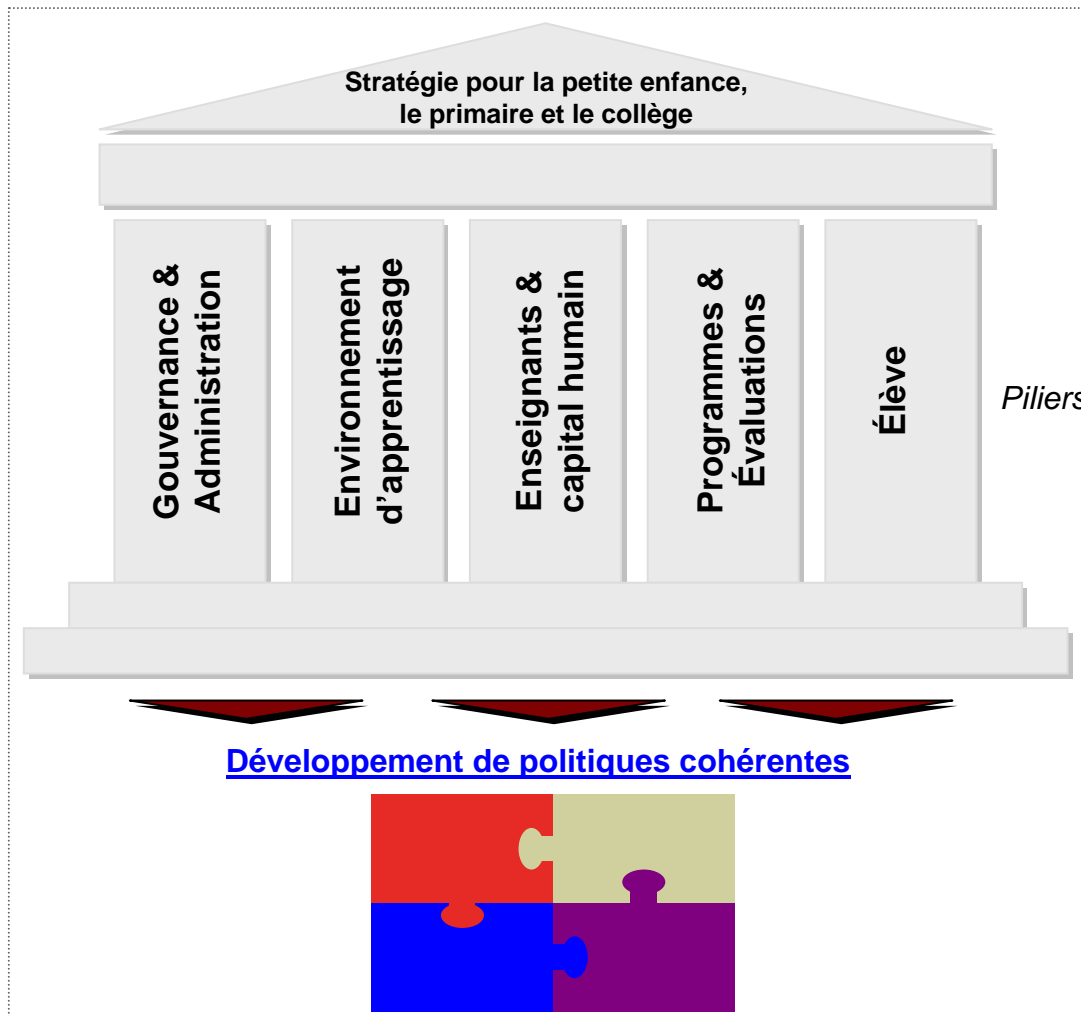 Stratégie pour la petite enfance,
le primaire et le collège
Gouvernance &
Administration
Environnement
d’apprentissage
Enseignants &
capital humain
Programmes &
Évaluations
Élève
Piliers
Développement de politiques cohérentes